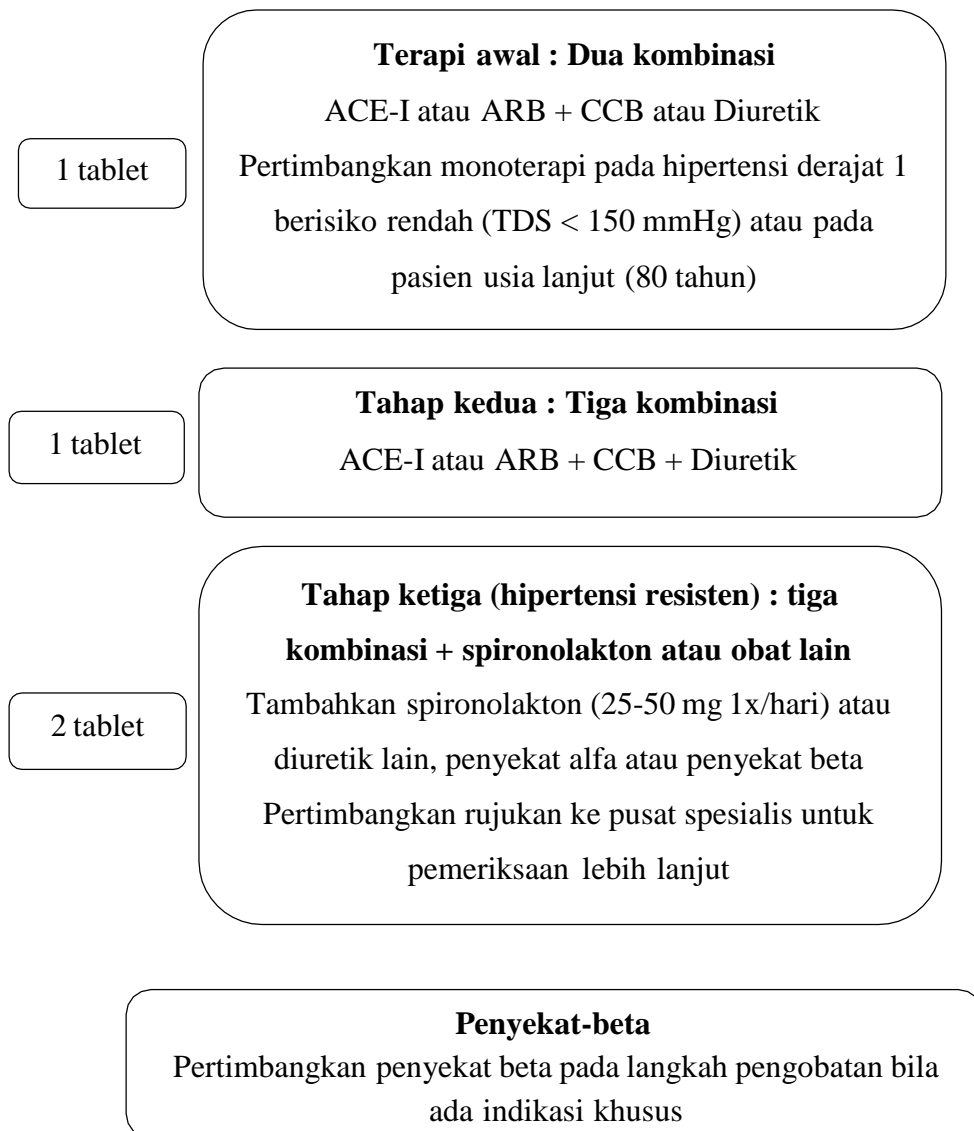 Terapi awal : Dua kombinasi
ACE-I atau ARB + CCB atau Diuretik
1 tablet
Pertimbangkan monoterapi pada hipertensi derajat 1
berisiko rendah (TDS < 150 mmHg) atau pada
pasien usia lanjut (80 tahun)
Tahap kedua : Tiga kombinasi
1 tablet
ACE-I atau ARB + CCB + Diuretik
Tahap ketiga (hipertensi resisten) : tiga
kombinasi + spironolakton atau obat lain
2 tablet
Tambahkan spironolakton (25-50 mg 1x/hari) atau
diuretik lain, penyekat alfa atau penyekat beta
Pertimbangkan rujukan ke pusat spesialis untuk
pemeriksaan lebih lanjut
Penyekat-beta
Pertimbangkan penyekat beta pada langkah pengobatan bila
ada indikasi khusus